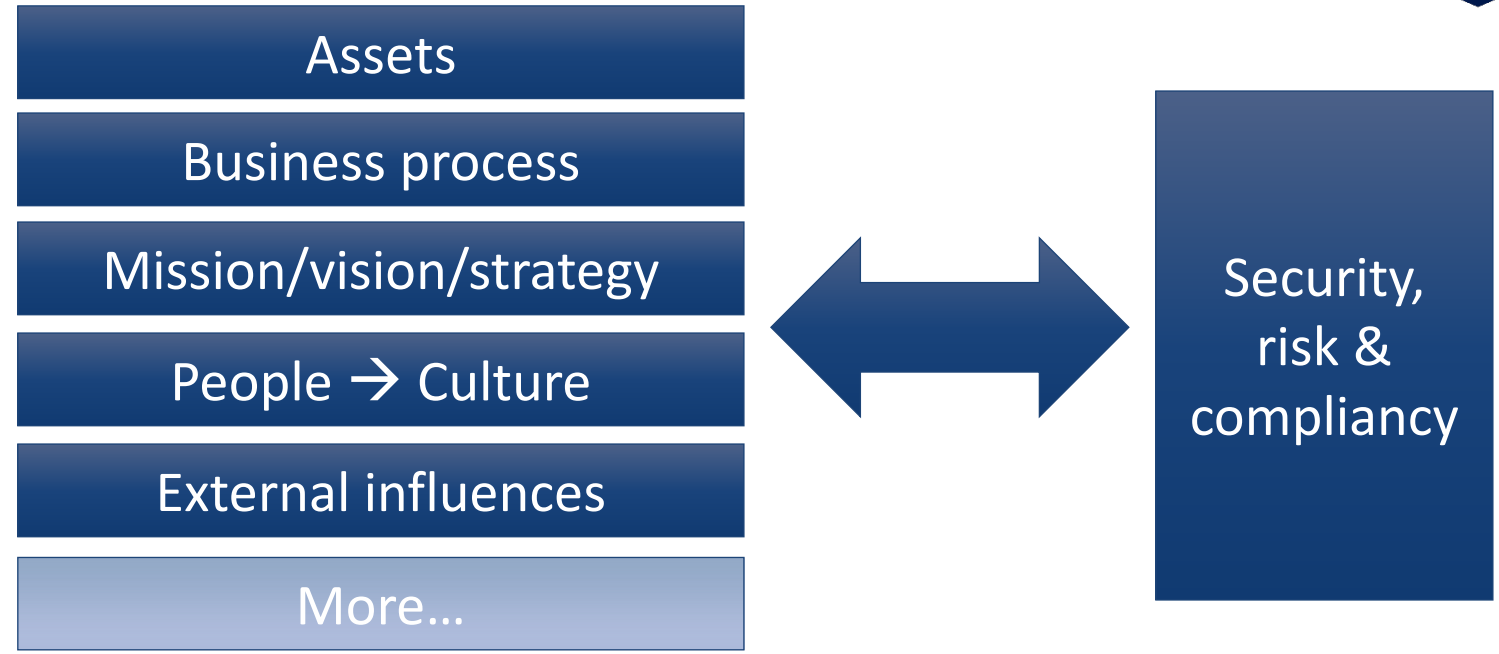 Assets
Business process
Mission/vision/strategy
People → Culture
External influences
More...
Security,
risk &
compliancy